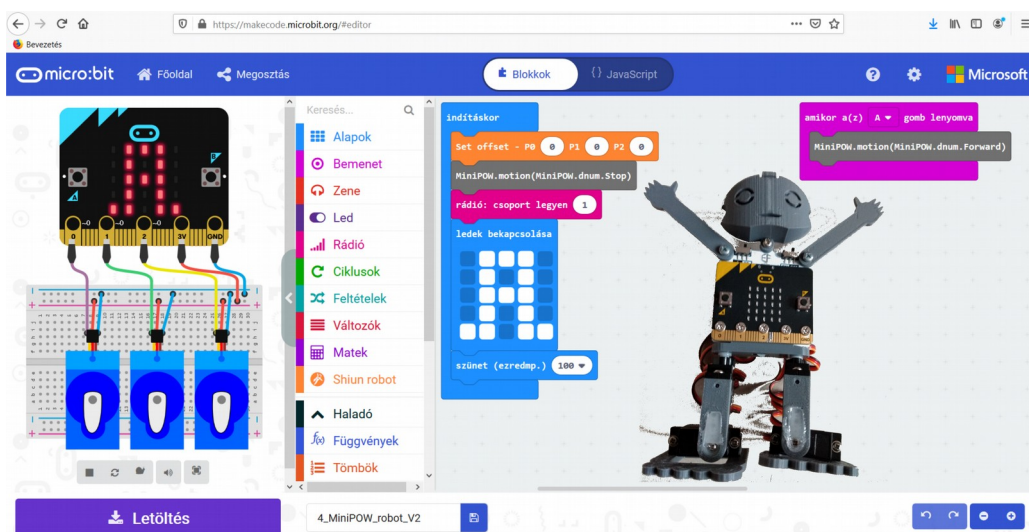 https://makecode.microbit.org/#editor
Bevezetés
micro:bit
Főoldal
Megosztás
Blokkok
{} JavaScript
Microsoft
Keresés...
Alapok
Bemenet
Zene
Led
Rádió
Ciklusok
Feltételek
Változók
Matek
Shiun robot
Haladó
f(x) Függvények
Tömbök
indításkor
Set offset - P0 0 P1 0 P2 0
MiniPOW.motion(MiniPOW.dnum.Stop)
rádió: csoport legyen 1
ledek bekapcsolása
szünet (ezredmp.) 100
amikor a(z) A gomb lenyomva
MiniPOW.motion(MiniPOW.dnum.Forward)
0 1 2 3V GND
Letöltés
4_MiniPOW_robot_V2